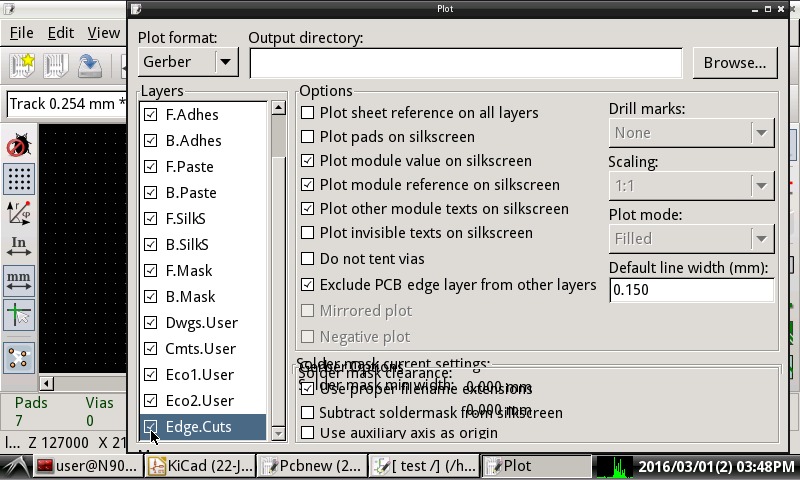 Plot
File Edit View
Plot format:
Output directory:
Gerber
Browse...
Track 0.254 mm *
Layers
F.Adhes
B.Adhes
F.Paste
B.Paste
F.SilkS
B.SilkS
F.Mask
B.Mask
Dwgs.User
Cmts.User
Eco1.User
Eco2.User
Edge.Cuts
Options
Plot sheet reference on all layers
Plot pads on silkscreen
Plot module value on silkscreen
Plot module reference on silkscreen
Plot other module texts on silkscreen
Plot invisible texts on silkscreen
Do not tent vias
Exclude PCB edge layer from other layers
Mirrored plot
Negative plot
Drill marks:
None
Scaling:
1:1
Plot mode:
Filled
Default line width (mm):
0.150
Solder mask current settings:
Gerber Options
Solder mask clearance:
0.000 mm
Solder mask min width:
0.000 mm
Use proper filename extensions
Subtract soldermask from silkscreen
Use auxiliary axis as origin
In
mm
Pads
Vias
7
0
l... Z 127000 X 21
user@N90...
KiCad (22-J...
Pcbnew (2...
[ test /] (/h...
Plot
2016/03/01(2) 03:48PM